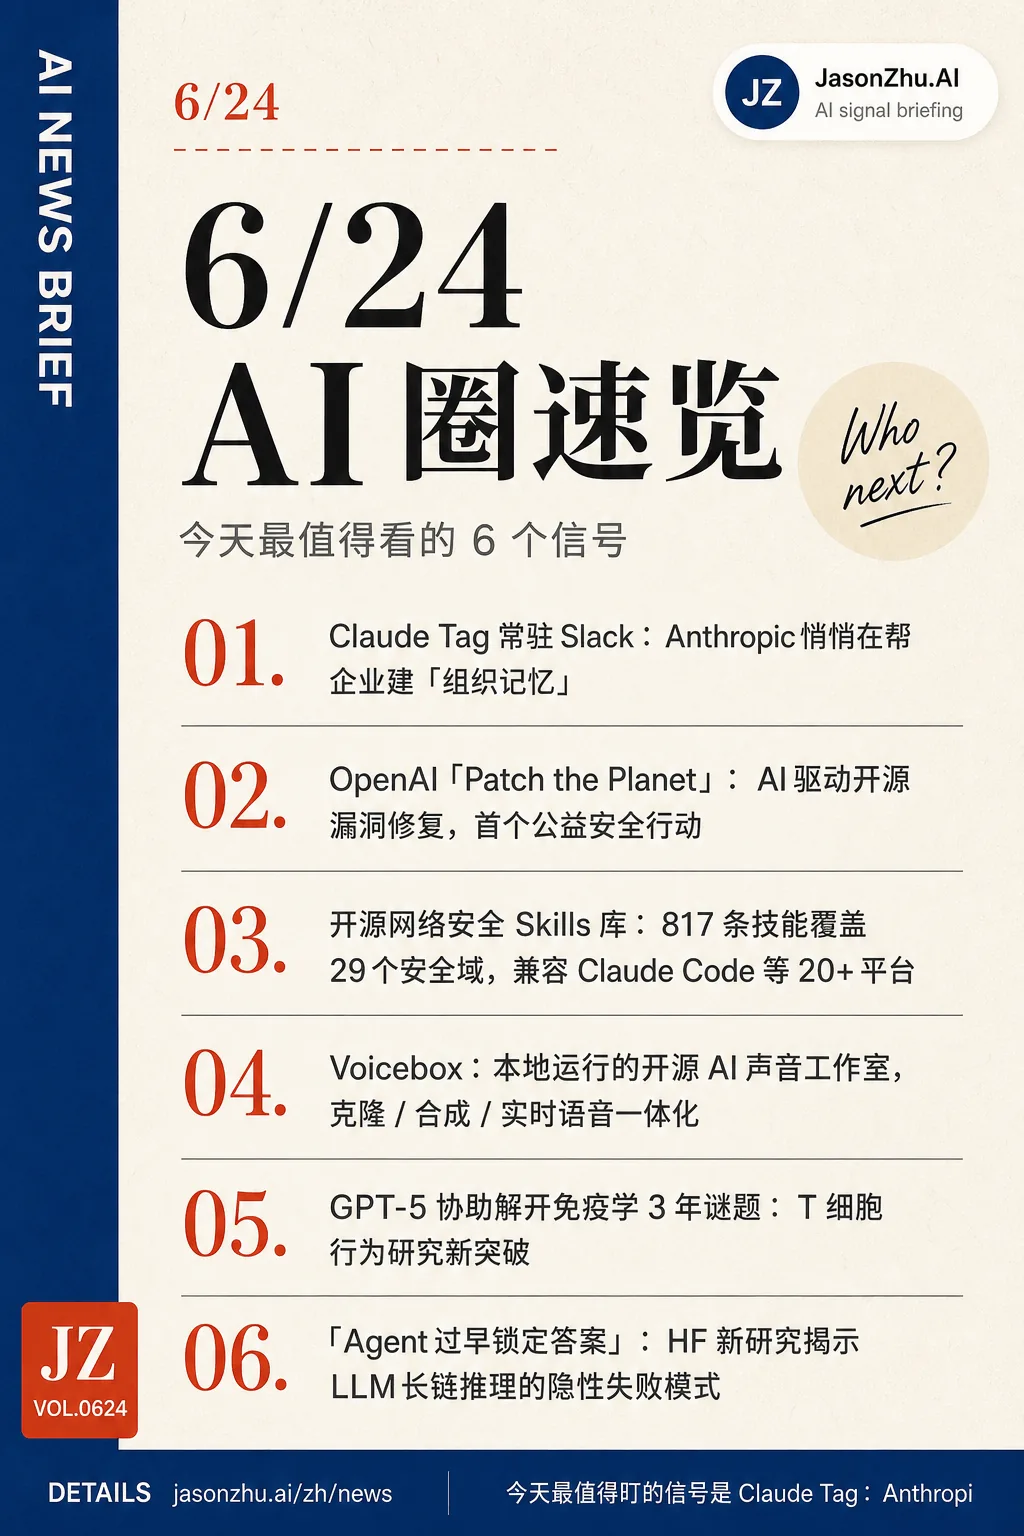 AI NEWS BRIEF
6/24
JZ
JasonZhu.AI
AI signal briefing
6/24
AI 圈速览
Who
next?
今天最值得看的 6 个信号
01.
Claude Tag 常驻 Slack：Anthropic 悄悄在帮
企业建「组织记忆」
02.
OpenAI「Patch the Planet」：AI 驱动开源
漏洞修复，首个公益安全行动
03.
开源网络安全 Skills 库：817 条技能覆盖
29 个安全域，兼容 Claude Code 等 20+ 平台
04.
Voicebox：本地运行的开源 AI 声音工作室，
克隆 / 合成 / 实时语音一体化
05.
GPT-5 协助解开免疫学 3 年谜题：T 细胞
行为研究新突破
06.
「Agent 过早锁定答案」：HF 新研究揭示
LLM 长链推理的隐性失败模式
JZ
VOL.0624
DETAILS jasonzhu.ai/zh/news
今天最值得盯的信号是 Claude Tag：Anthropi